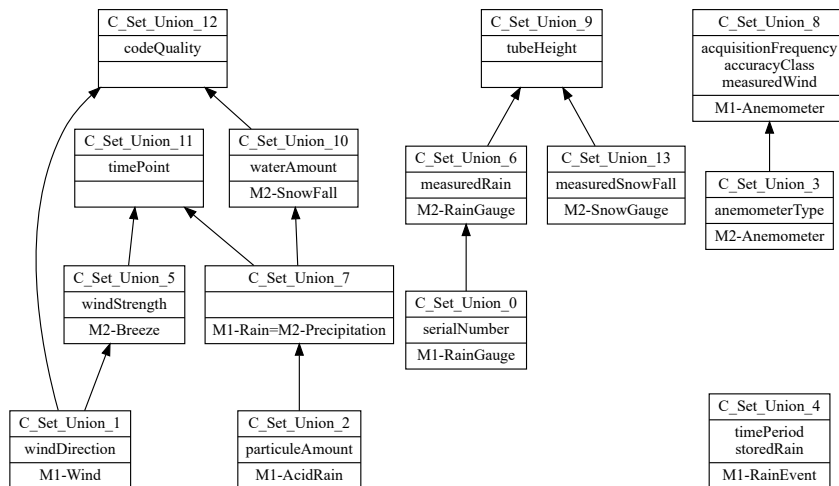 C_Set_Union_12
codeQuality
C_Set_Union_9
tubeHeight
C_Set_Union_8
acquisitionFrequency
accuracyClass
measuredWind
M1-Anemometer
C_Set_Union_11
timePoint
C_Set_Union_10
waterAmount
M2-SnowFall
C_Set_Union_6
measuredRain
M2-RainGauge
C_Set_Union_13
measuredSnowFall
M2-SnowGauge
C_Set_Union_3
anemometerType
M2-Anemometer
C_Set_Union_5
windStrength
M2-Breeze
C_Set_Union_7
M1-Rain=M2-Precipitation
C_Set_Union_0
serialNumber
M1-RainGauge
C_Set_Union_1
windDirection
M1-Wind
C_Set_Union_2
particuleAmount
M1-AcidRain
C_Set_Union_4
timePeriod
storedRain
M1-RainEvent